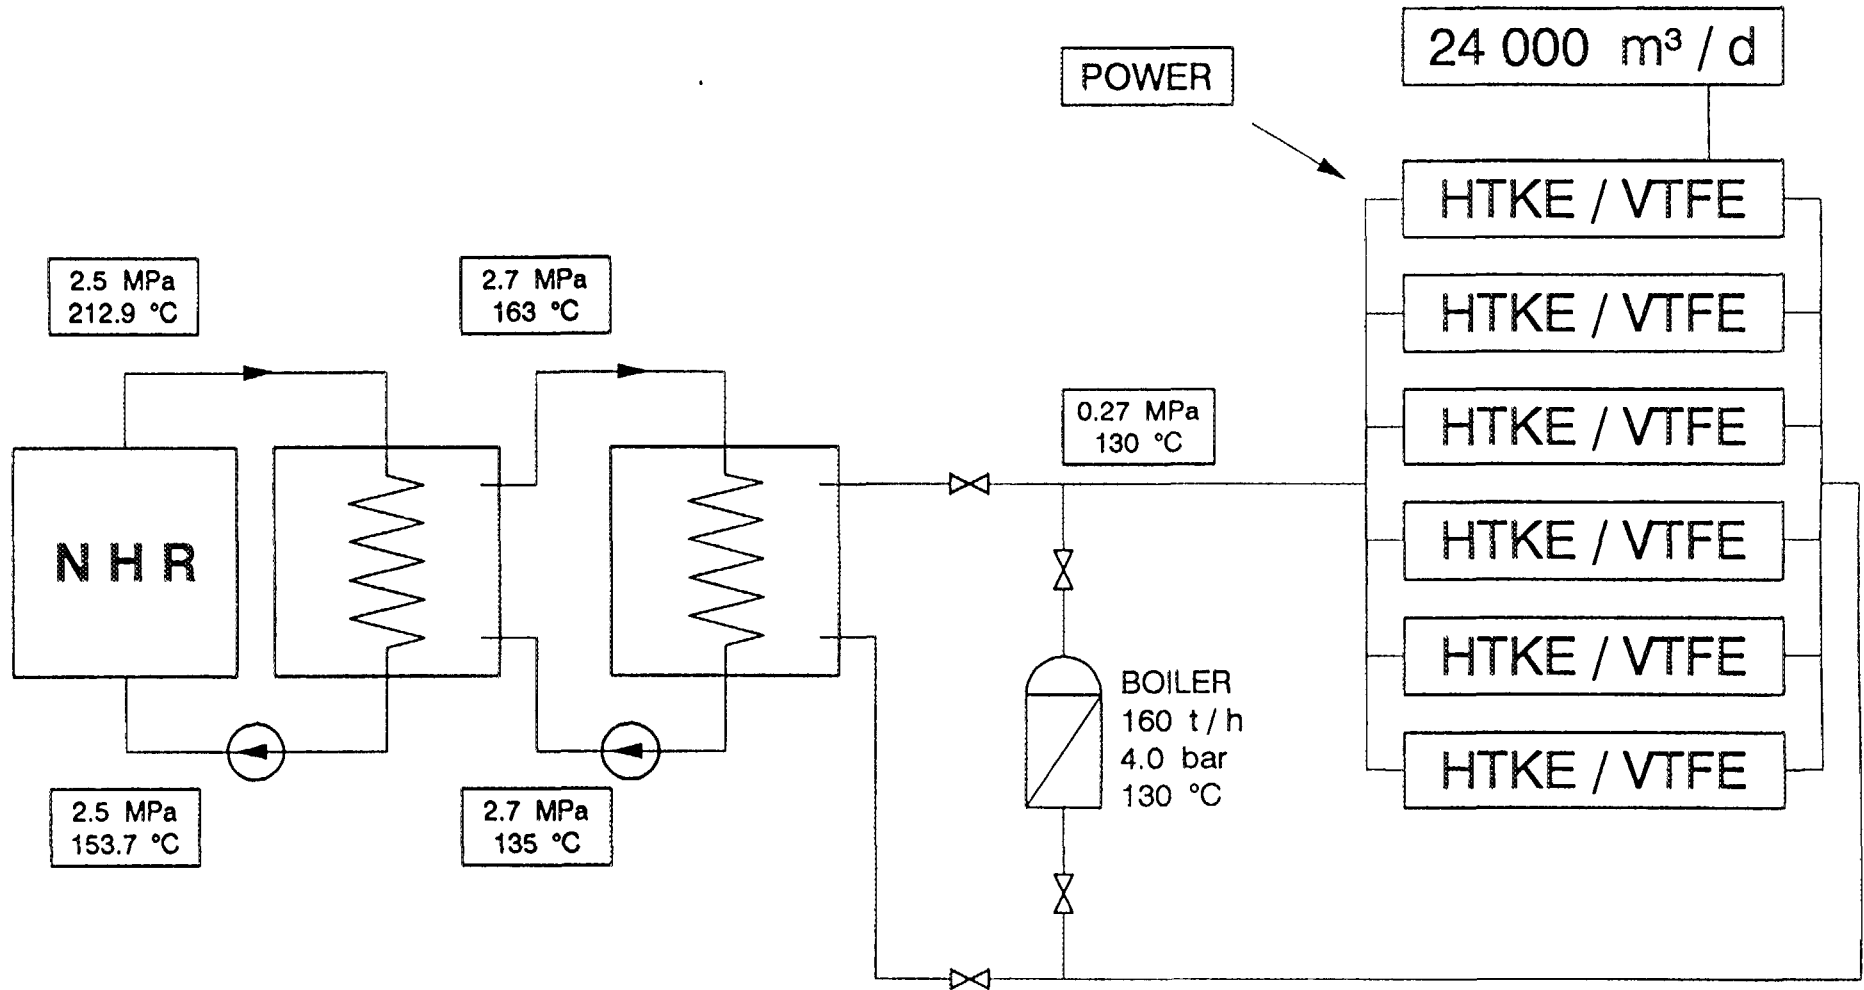 24 000 m³ / d
POWER
HTKE / VTFE
2.5 MPa
212.9 °C
2.7 MPa
163 °C
HTKE / VTFE
0.27 MPa
130 °C
HTKE / VTFE
N H R
HTKE / VTFE
BOILER
160 t / h
4.0 bar
130 °C
HTKE / VTFE
HTKE / VTFE
2.5 MPa
153.7 °C
2.7 MPa
135 °C